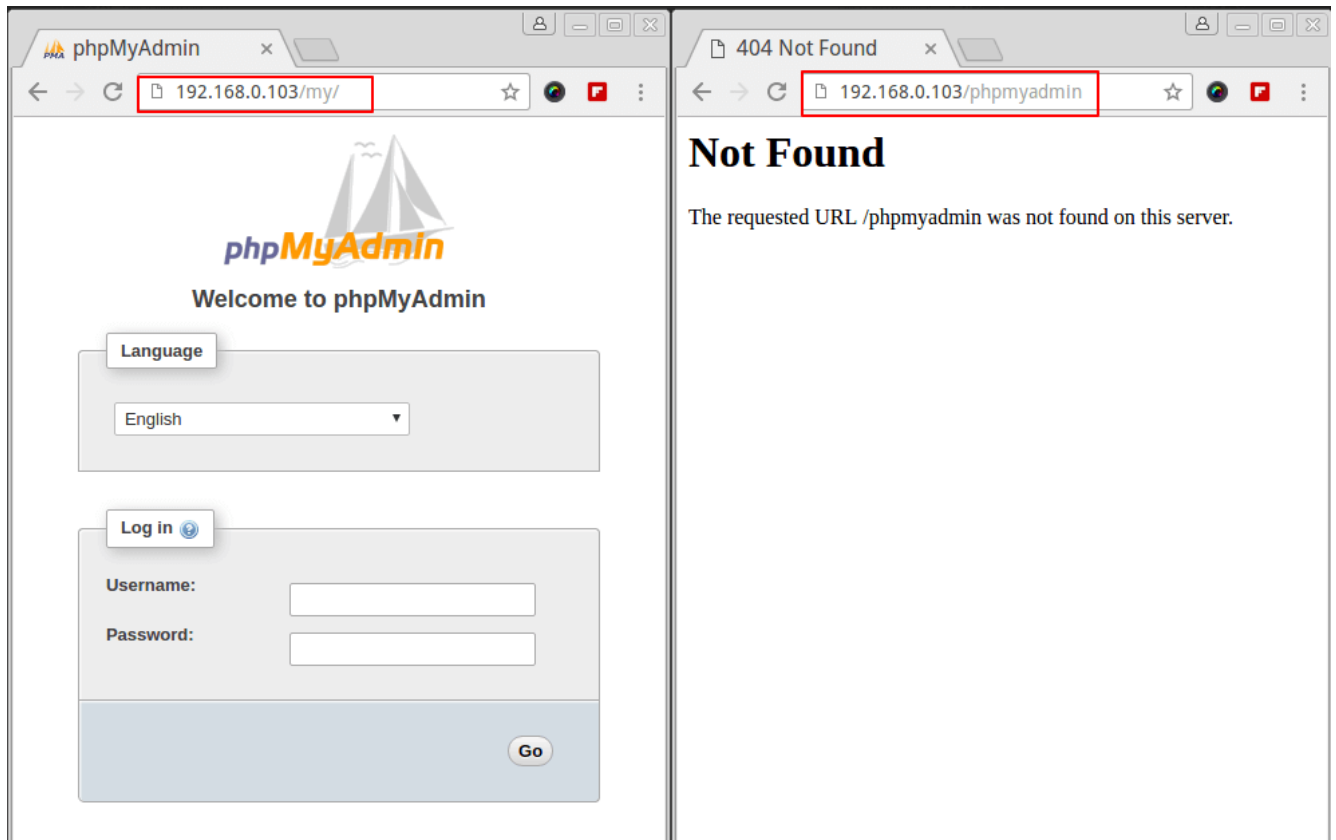 phpMyAdmin
192.168.0.103/my/
phpMyAdmin
Welcome to phpMyAdmin
Language
English
Log in
Username:
Password:
Go
404 Not Found
192.168.0.103/phpmyadmin
Not Found
The requested URL /phpmyadmin was not found on this server.